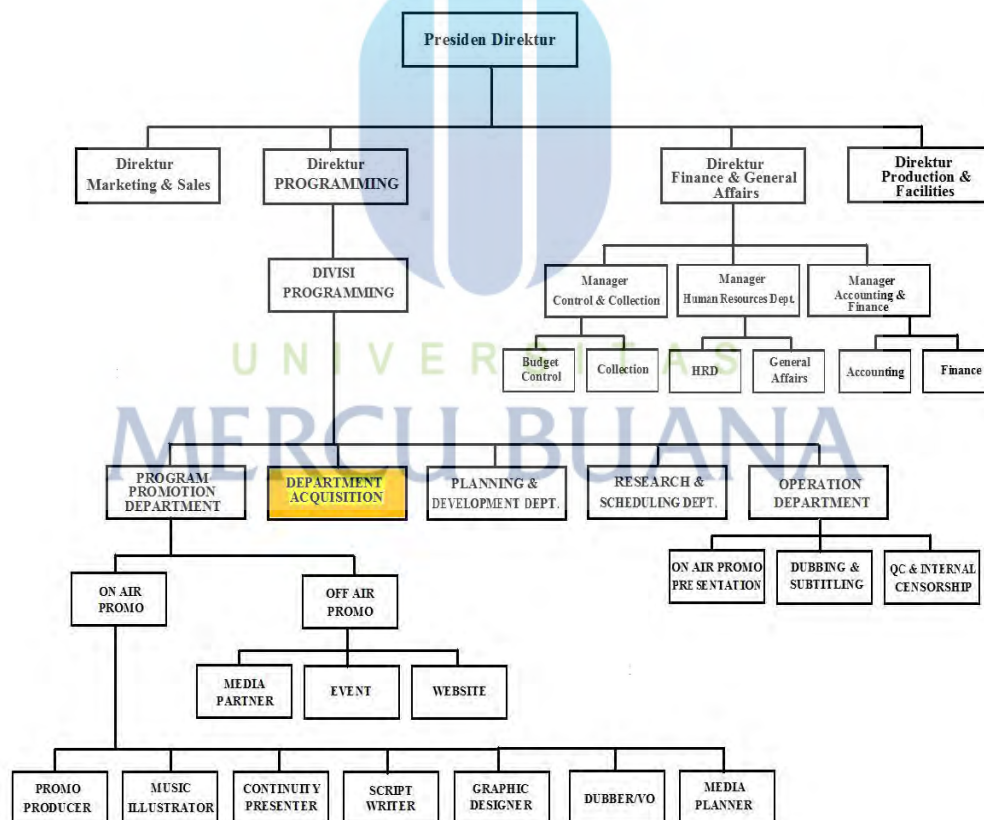 Presiden Direktur
Direktur
Marketing & Sales
Direktur
PROGRAMMING
Direktur
Finance & General
Affairs
Direktur
Production &
Facilities
DIVISI
PROGRAMMING
Manager
Control & Collection
Manager
Human Resources Dept.
Manager
Accounting &
Finance
Budget
Control
Collection
HRD
General
Affairs
Accounting
Finance
UNIVERSITAS
MERCU BUANA
PROGRAM
PROMOTION
DEPARTMENT
DEPARTMENT
ACQUISITION
PLANNING &
DEVELOPMENT DEPT.
RESEARCH &
SCHEDULING DEPT.
OPERATION
DEPARTMENT
ON AIR PROMO
PRESENTATION
DUBBING &
SUBTITLING
QC & INTERNAL
CENSORSHIP
ON AIR
PROMO
OFF AIR
PROMO
MEDIA
PARTNER
EVENT
WEBSITE
PROMO
PRODUCER
MUSIC
ILLUSTRATOR
CONTINUITY
PRESENTER
SCRIPT
WRITER
GRAPHIC
DESIGNER
DUBBER/VO
MEDIA
PLANNER